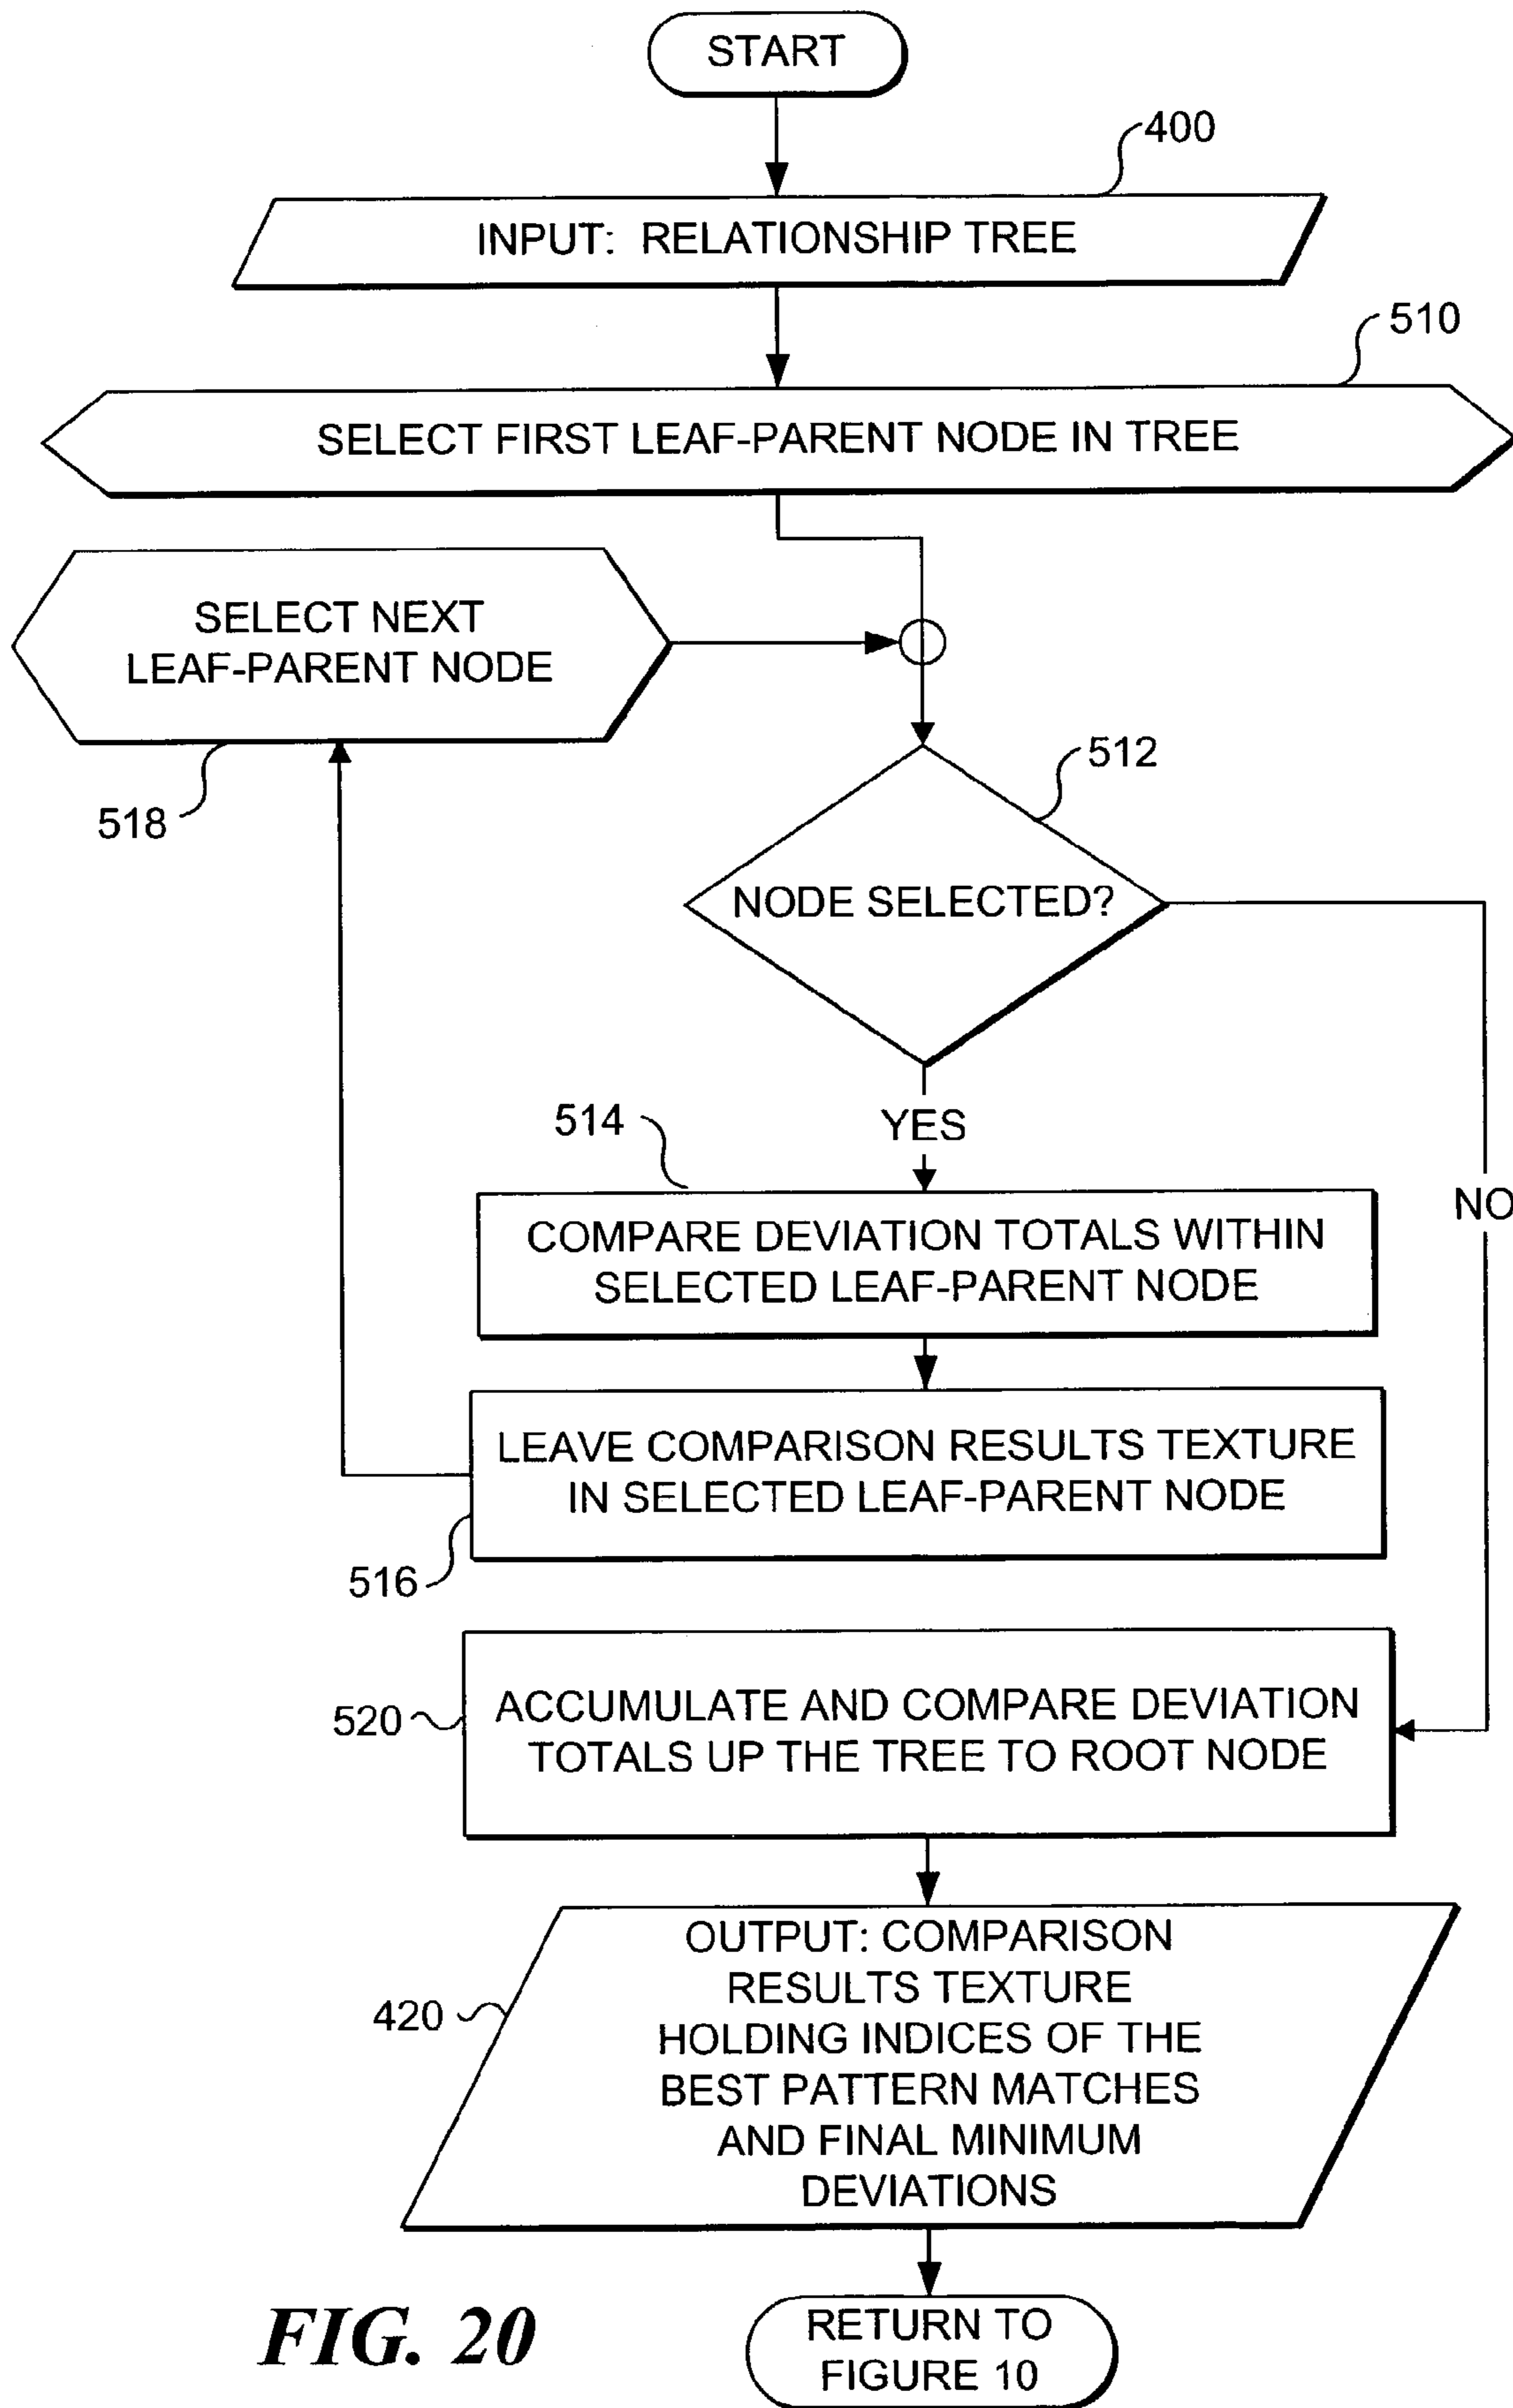 START
400
INPUT: RELATIONSHIP TREE
510
SELECT FIRST LEAF-PARENT NODE IN TREE
SELECT NEXT
LEAF-PARENT NODE
518
512
NODE SELECTED?
514
YES
NO
COMPARE DEVIATION TOTALS WITHIN
SELECTED LEAF-PARENT NODE
LEAVE COMPARISON RESULTS TEXTURE
IN SELECTED LEAF-PARENT NODE
516
520
ACCUMULATE AND COMPARE DEVIATION
TOTALS UP THE TREE TO ROOT NODE
420
OUTPUT: COMPARISON
RESULTS TEXTURE
HOLDING INDICES OF THE
BEST PATTERN MATCHES
AND FINAL MINIMUM
DEVIATIONS
FIG. 20
RETURN TO
FIGURE 10